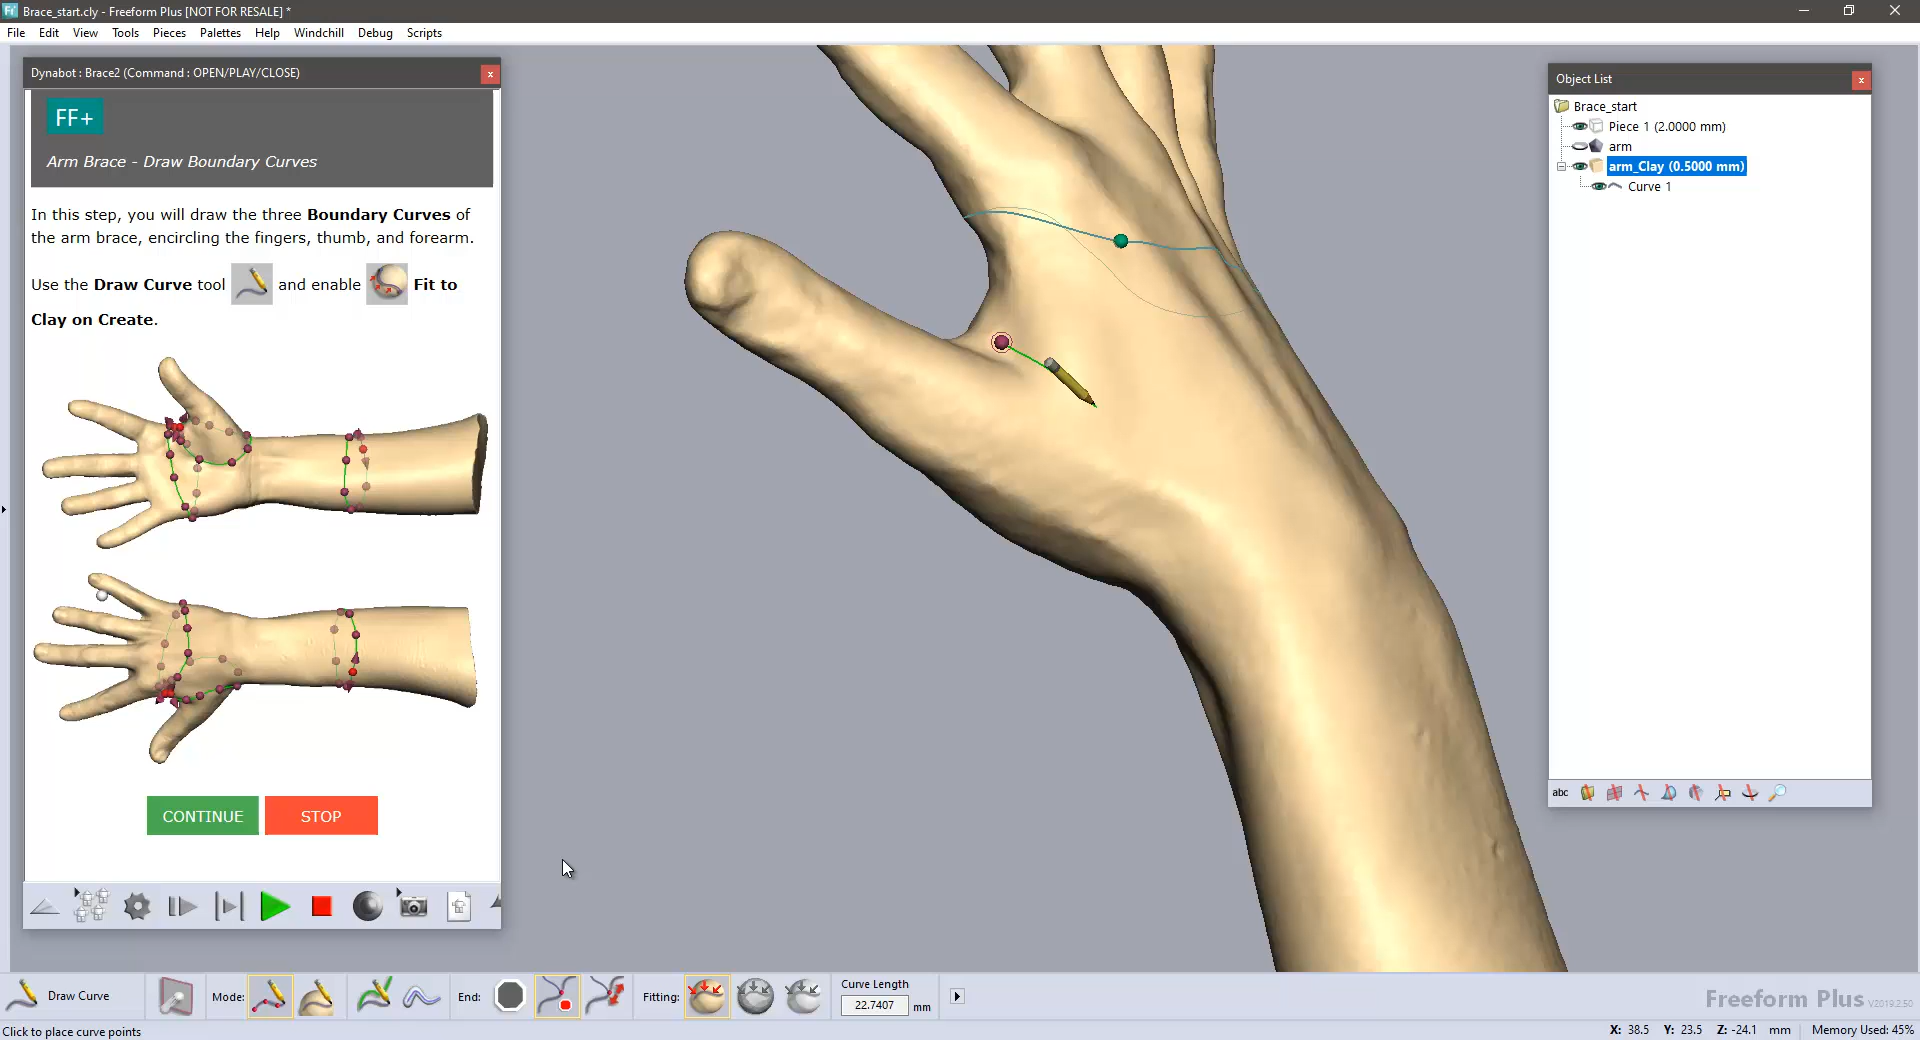 Brace_start.cly - Freeform Plus [NOT FOR RESALE] *
File Edit View Tools Pieces Palettes Help Windchill Debug Scripts
Dynabot : Brace2 (Command : OPEN/PLAY/CLOSE)
FF+
Arm Brace - Draw Boundary Curves
In this step, you will draw the three Boundary Curves of
the arm brace, encircling the fingers, thumb, and forearm.
Use the Draw Curve tool and enable Fit to
Clay on Create.
CONTINUE STOP
Object List
Brace_start
Piece 1 (2.0000 mm)
arm
arm_Clay (0.5000 mm)
Curve 1
abc
Draw Curve
Mode:
End:
Fitting:
Curve Length
22.7407 mm
Freeform Plus V2019.2.50
Click to place curve points
X: 38.5 Y: 23.5 Z: -24.1 mm Memory Used: 45%